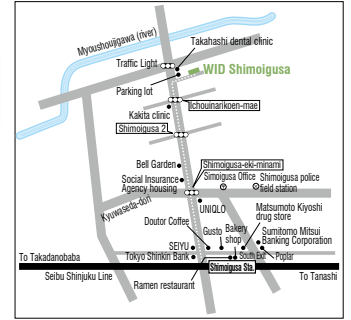 Myoushoujigawa (river)
Takahashi dental clinic
Traffic Light
WID Shimoigusa
Parking lot
Ichouinarikoen-mae
Kakita clinic
Shimoigusa 2
Bell Garden
Shimoigusa-eki-minami
Social Insurance
Agency housing
Simoigusa Office
Shimoigusa police
field station
Kyuwaseda-dori
UNIQLO
Matsumoto Kiyoshi
drug store
Doutor Coffee
Bakery
shop
Gusto
Sumitomo Mitsui
Banking Corporation
SEIYU
To Takadanobaba
Tokyo Shinkin Bank
South Exit
Poplar
Shimoigusa Sta.
To Tanashi
Seibu Shinjuku Line
Ramen restaurant